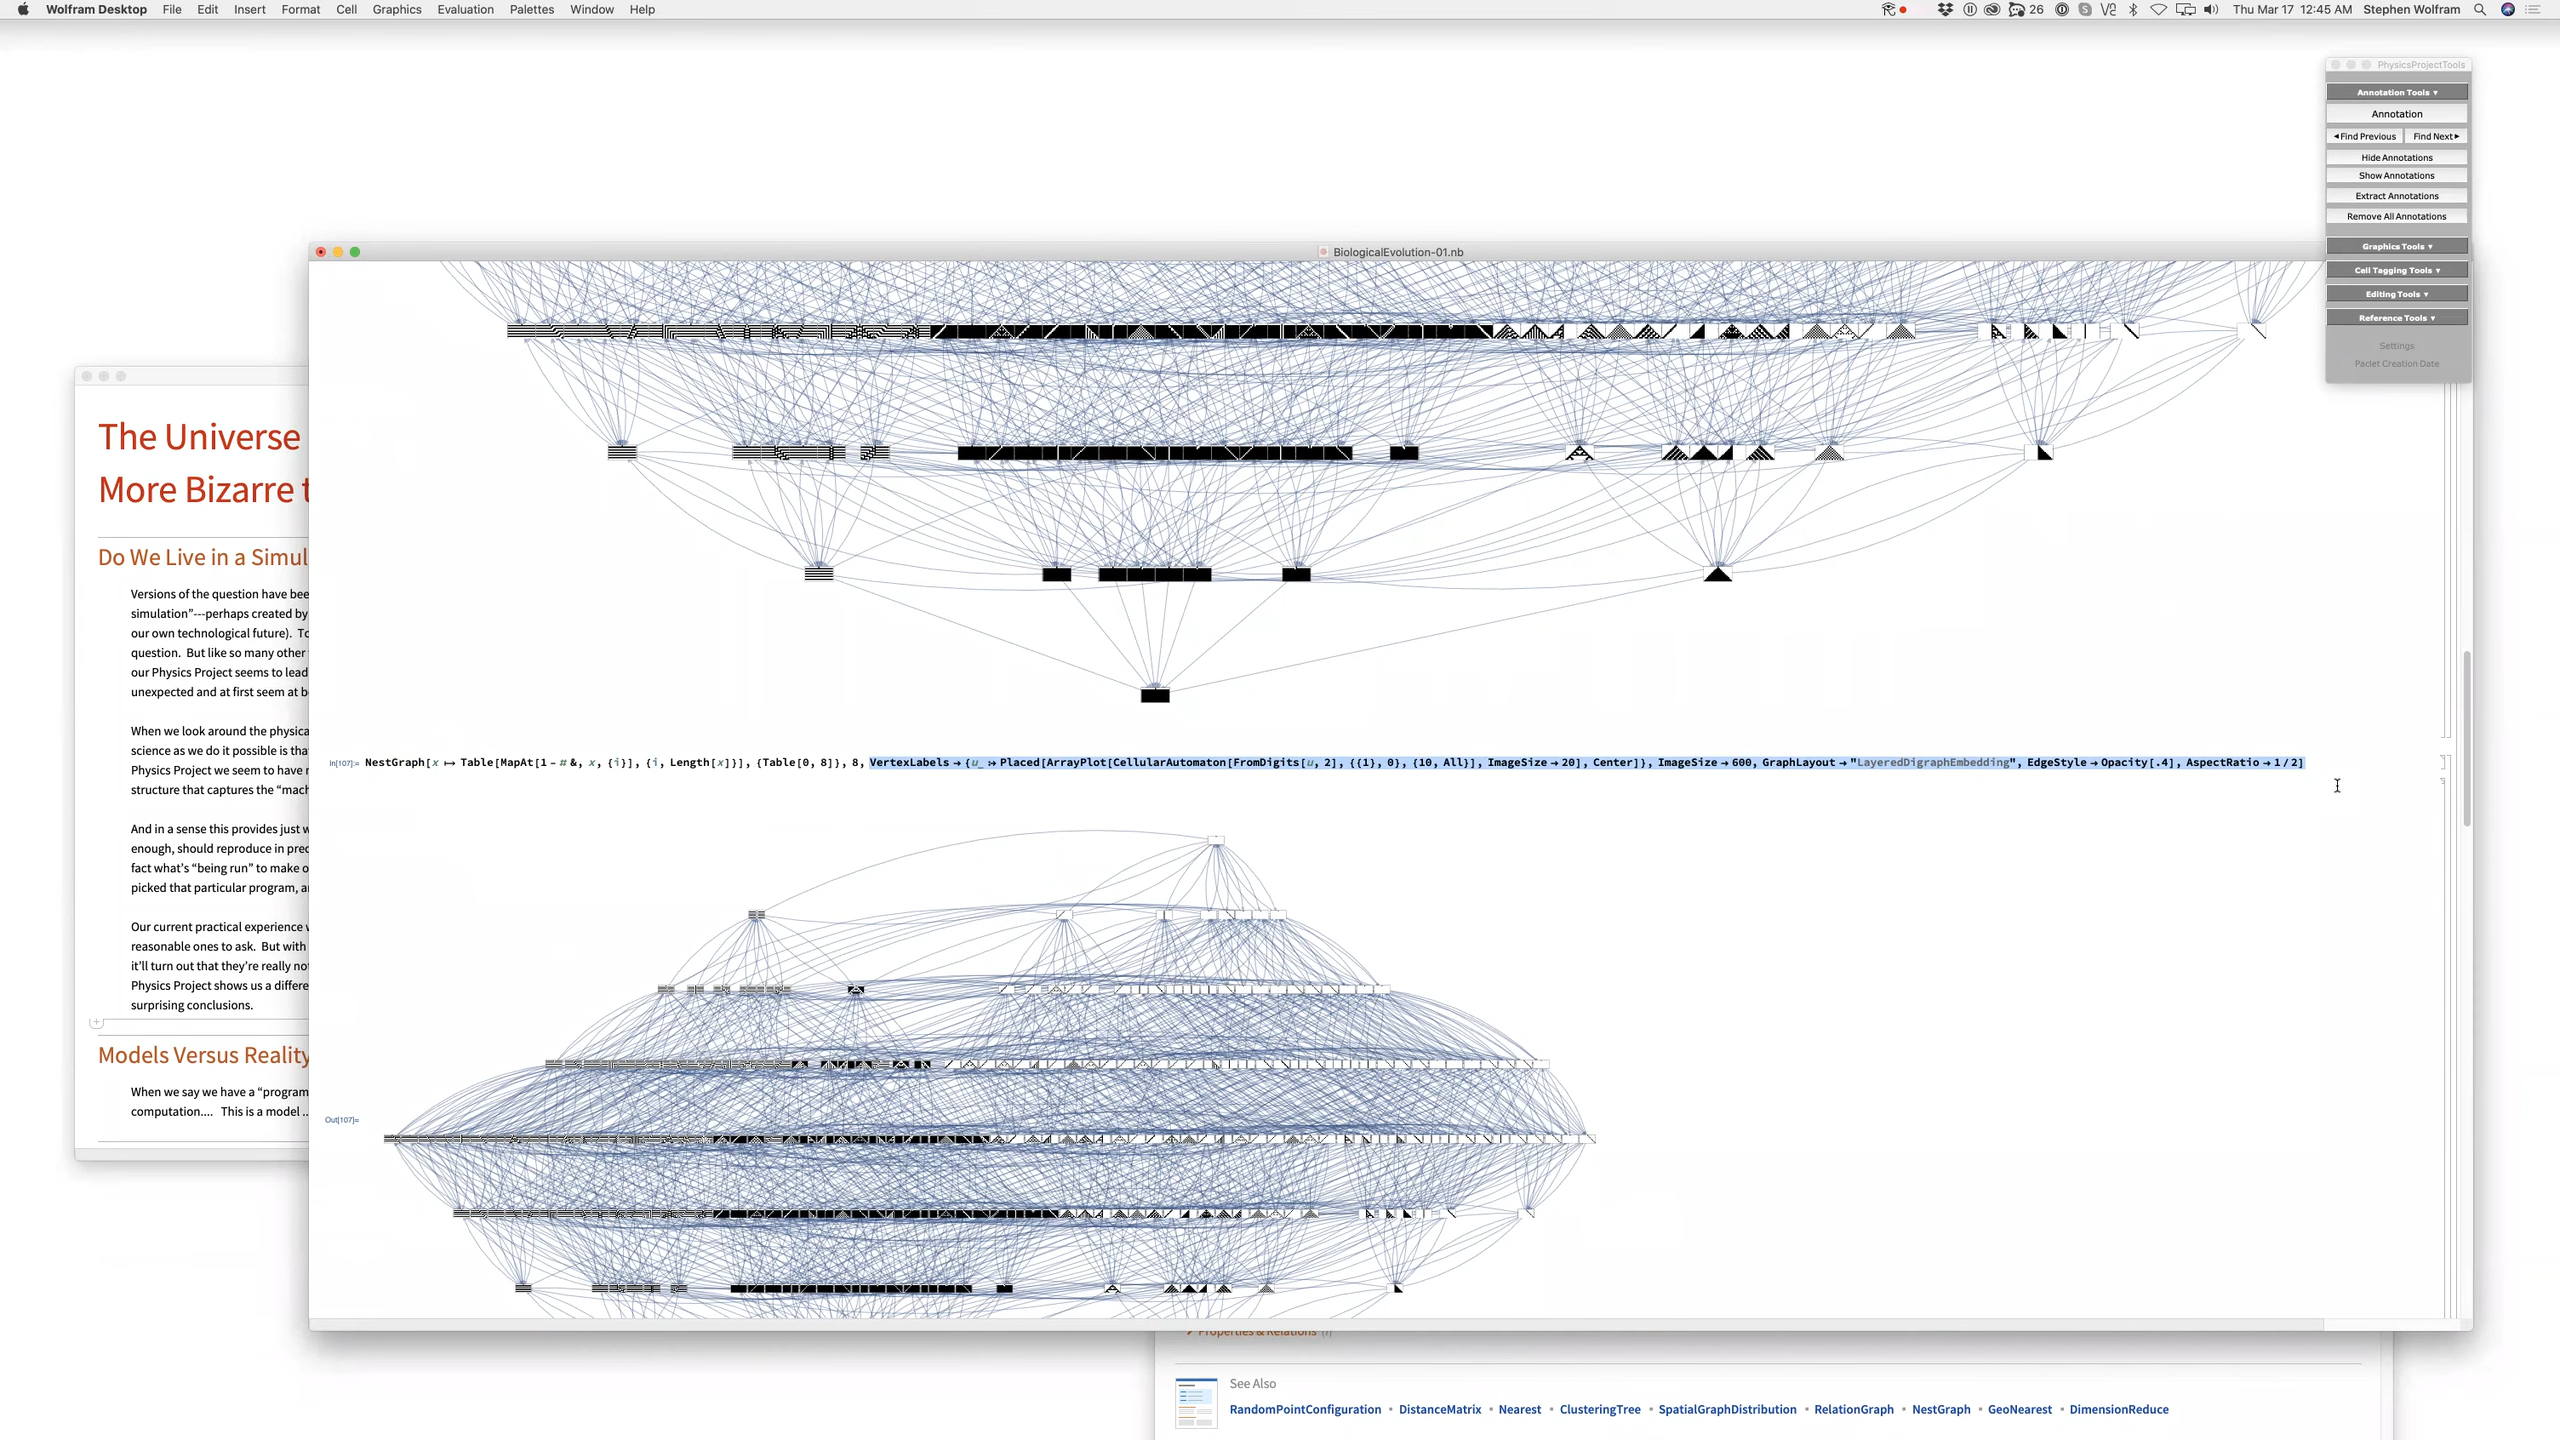 Wolfram Desktop File Edit Insert Format Cell Graphics Evaluation Palettes Window Help
26 Thu Mar 17 12:45 AM Stephen Wolfram
PhysicsProjectTools
Annotation Tools ▼
Annotation
◂Find Previous Find Next▸
Hide Annotations
Show Annotations
Extract Annotations
Remove All Annotations
Graphics Tools ▼
Cell Tagging Tools ▼
Editing Tools ▼
Reference Tools ▼
Settings
Paclet Creation Date
BiologicalEvolution-01.nb
In[107]:= NestGraph[x ↦ Table[MapAt[1 - # &, x, {i}], {i, Length[x]}], {Table[0, 8]}, 8, VertexLabels → {u_ ⧴ Placed[ArrayPlot[CellularAutomaton[FromDigits[u, 2], {{1}, 0}, {10, All}], ImageSize → 20], Center]}, ImageSize → 600, GraphLayout → "LayeredDigraphEmbedding", EdgeStyle → Opacity[.4], AspectRatio → 1 / 2]
Out[107]=
The Universe
More Bizarre t
Do We Live in a Simul
Versions of the question have bee
simulation”---perhaps created by
our own technological future). To
question. But like so many other
our Physics Project seems to lead
unexpected and at first seem at b
When we look around the physica
science as we do it possible is tha
Physics Project we seem to have r
structure that captures the “mach
And in a sense this provides just w
enough, should reproduce in prec
fact what’s “being run” to make o
picked that particular program, a
Our current practical experience w
reasonable ones to ask. But with
it’ll turn out that they’re really no
Physics Project shows us a differe
surprising conclusions.
Models Versus Reality
When we say we have a “program
computation.... This is a model ..
Properties & Relations
See Also
RandomPointConfiguration ▪ DistanceMatrix ▪ Nearest ▪ ClusteringTree ▪ SpatialGraphDistribution ▪ RelationGraph ▪ NestGraph ▪ GeoNearest ▪ DimensionReduce